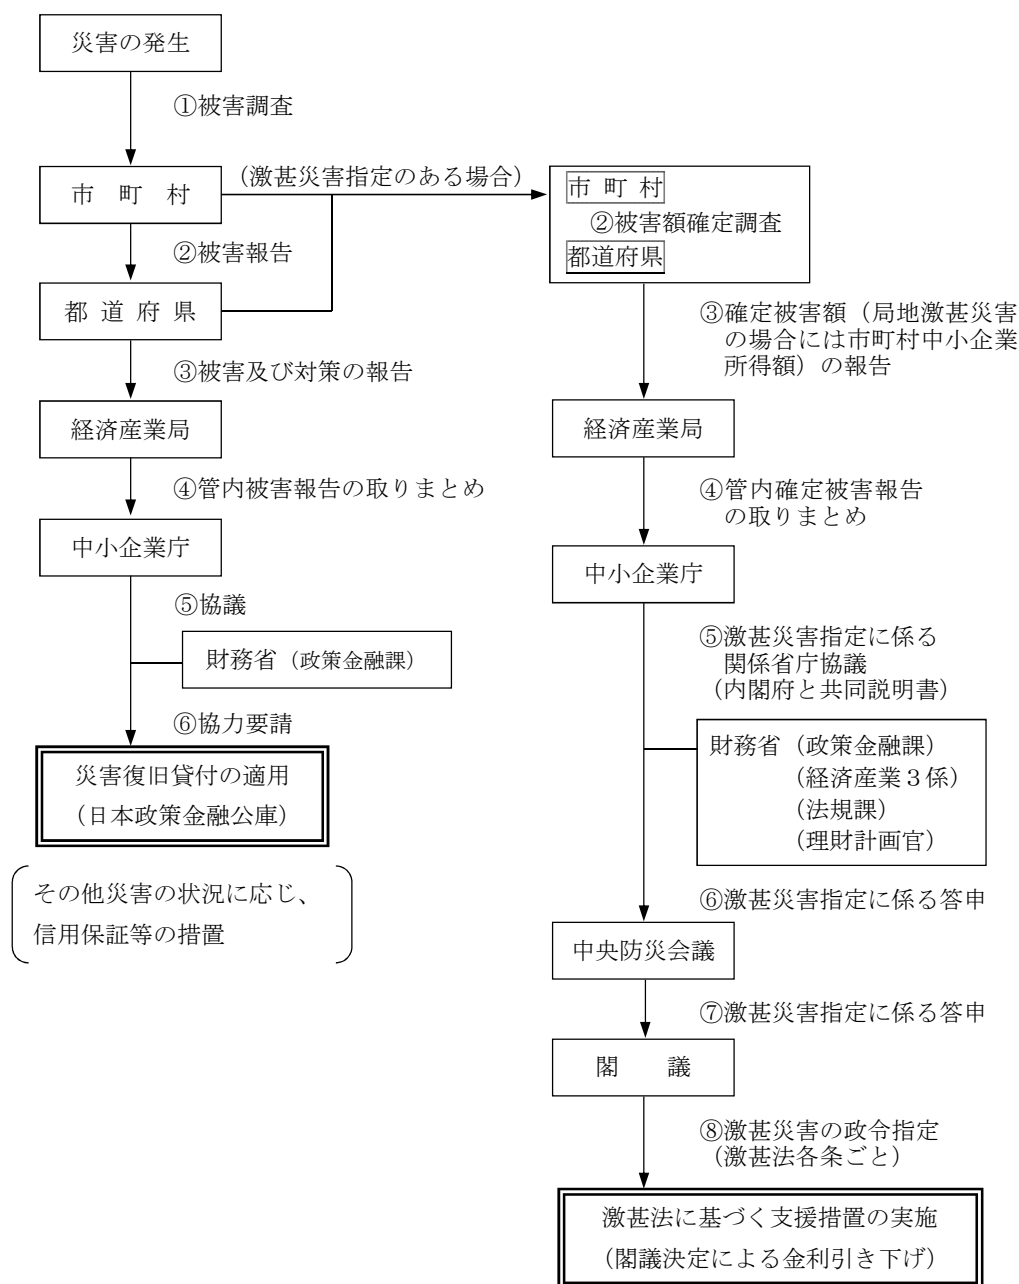 災害の発生
①被害調査
市　町　村
（激甚災害指定のある場合）
②被害報告
都 道 府 県
③被害及び対策の報告
経済産業局
④管内被害報告の取りまとめ
中小企業庁
⑤協議
財務省（政策金融課）
⑥協力要請
災害復旧貸付の適用
（日本政策金融公庫）
その他災害の状況に応じ、
信用保証等の措置
市 町 村
②被害額確定調査
都道府県
③確定被害額（局地激甚災害
の場合には市町村中小企業
所得額）の報告
経済産業局
④管内確定被害報告
の取りまとめ
中小企業庁
⑤激甚災害指定に係る
関係省庁協議
（内閣府と共同説明書）
財務省（政策金融課）
（経済産業３係）
（法規課）
（理財計画官）
⑥激甚災害指定に係る答申
中央防災会議
⑦激甚災害指定に係る答申
閣　　議
⑧激甚災害の政令指定
（激甚法各条ごと）
激甚法に基づく支援措置の実施
（閣議決定による金利引き下げ）